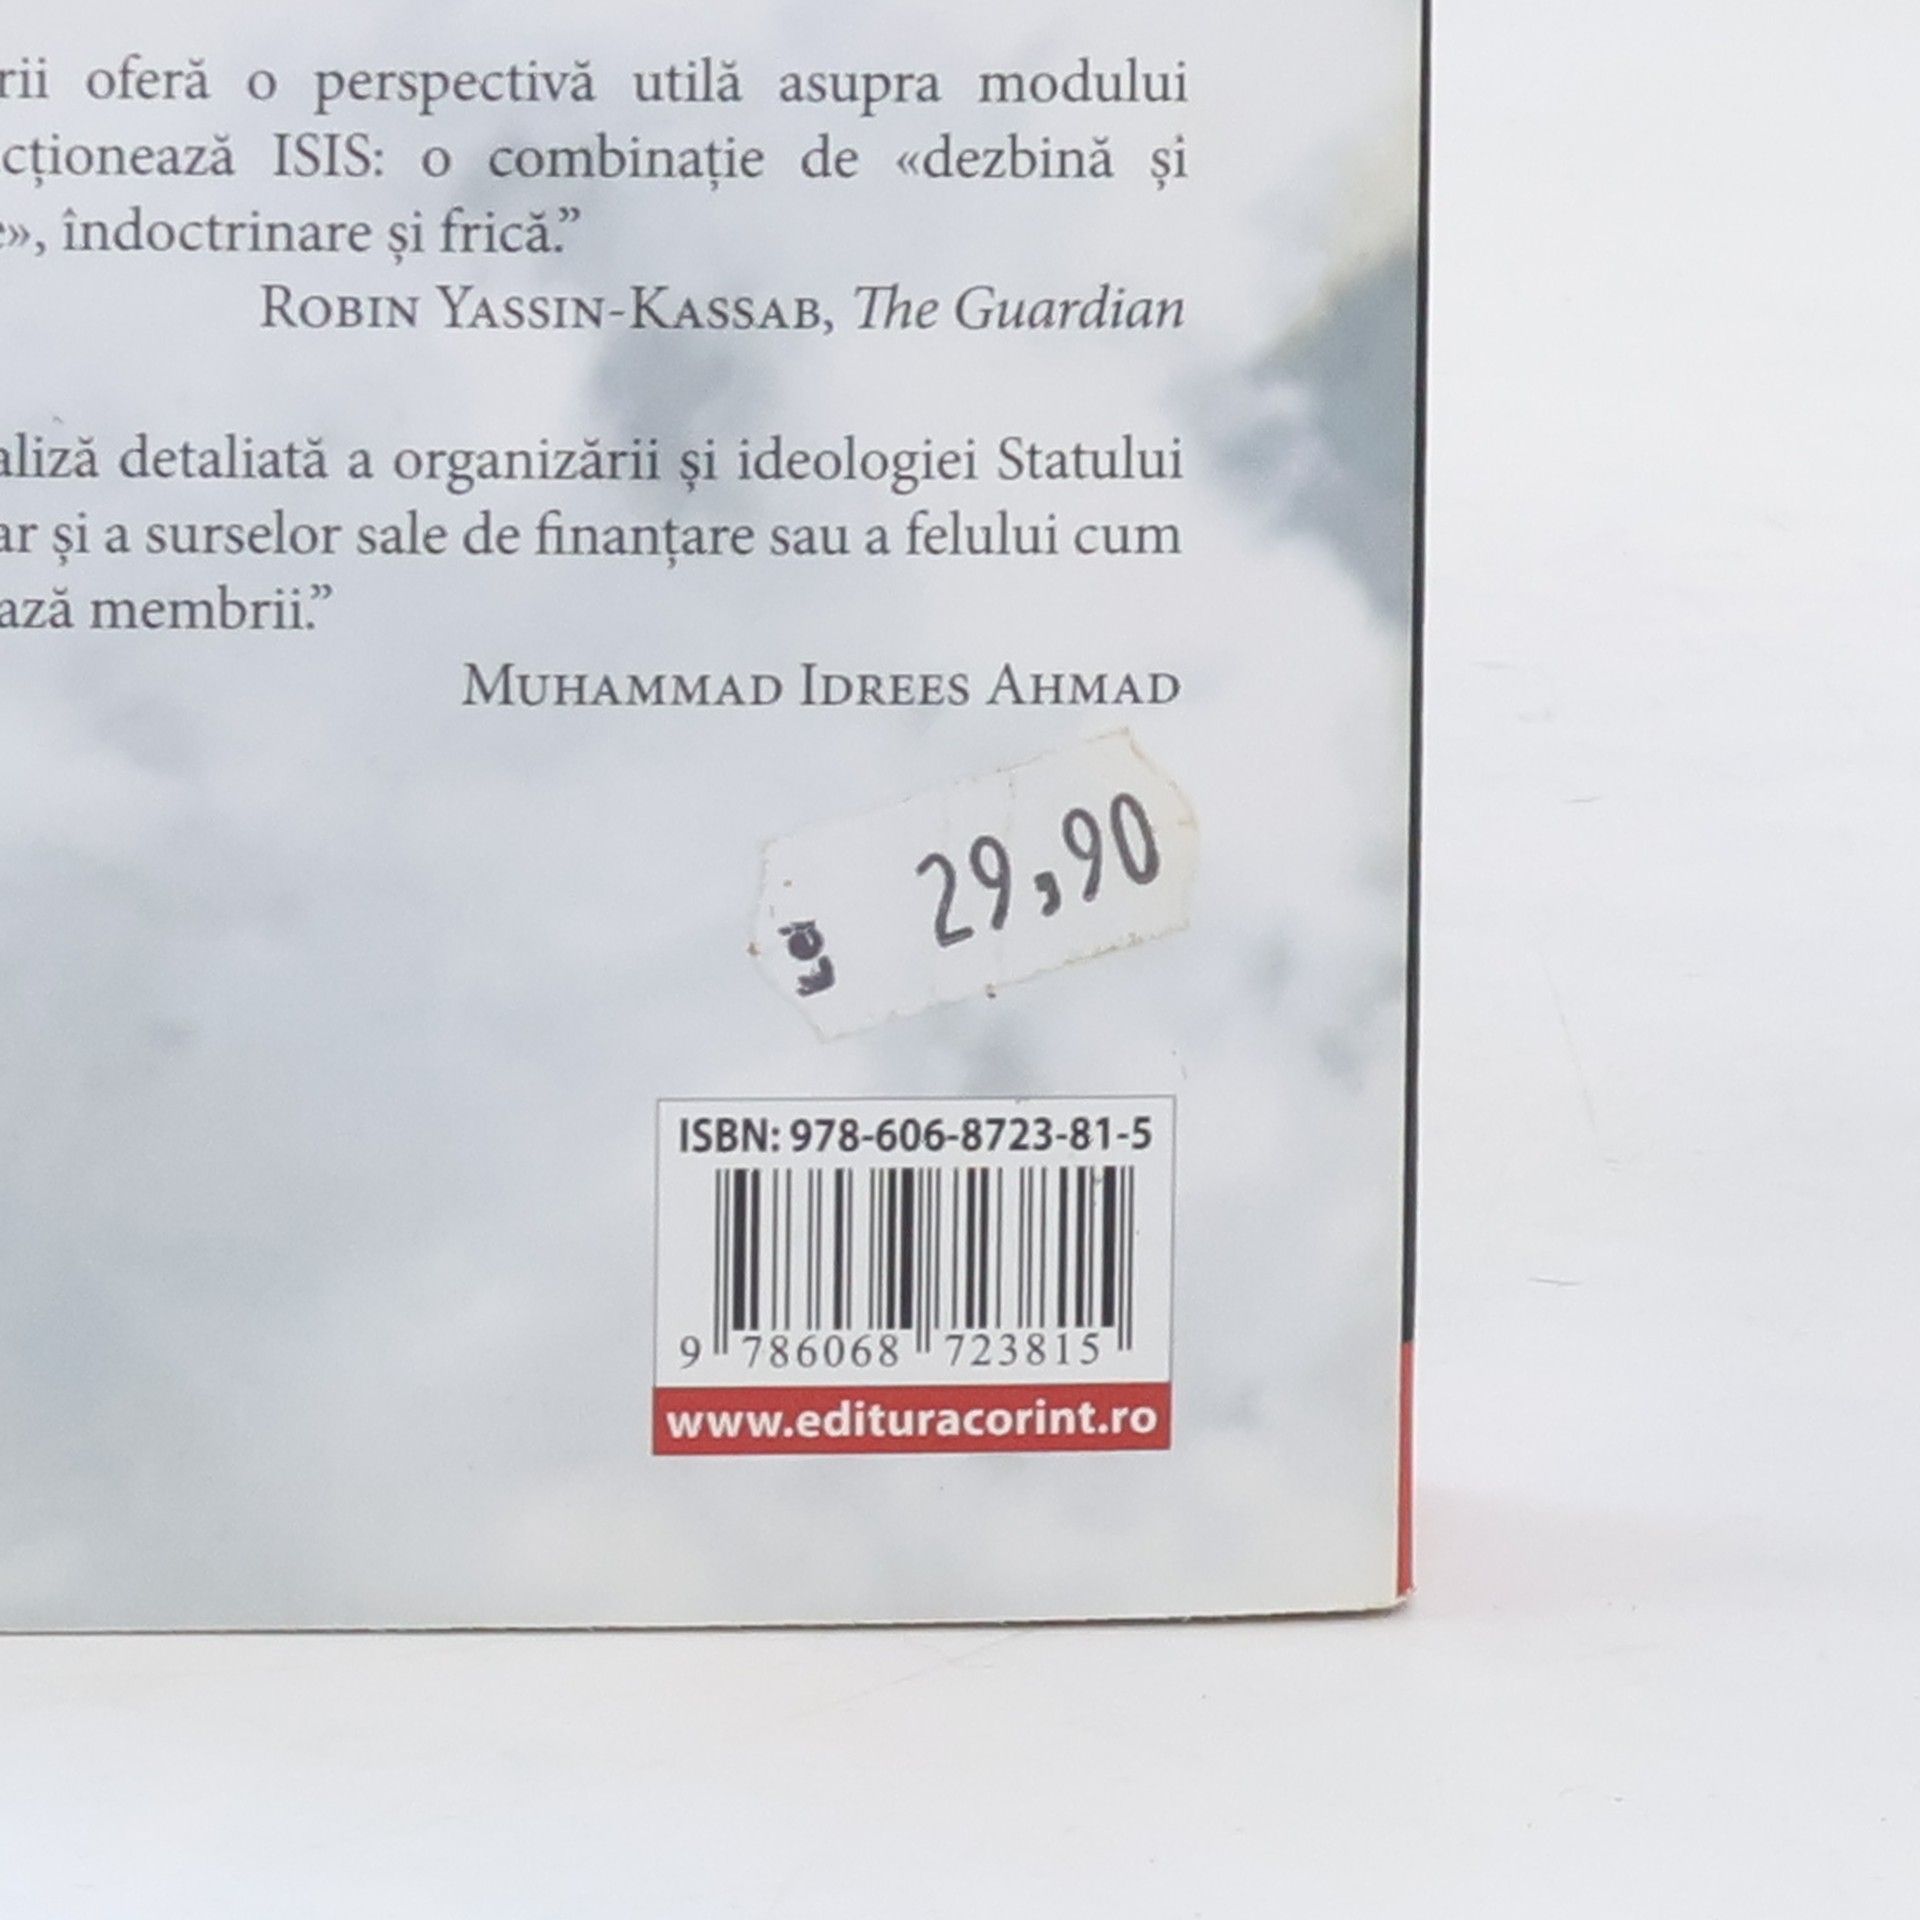 rii oferă o perspectivă utilă asupra modului
cționează ISIS: o combinație de «dezbină și
e», îndoctrinare și frică.”
ROBIN YASSIN-KASSAB, The Guardian
aliză detaliată a organizării și ideologiei Statului
ar și a surselor sale de finanțare sau a felului cum
ază membrii.”
MUHAMMAD IDREES AHMAD
29,90
lei
ISBN: 978-606-8723-81-5
9 786068 723815
www.edituracorint.ro